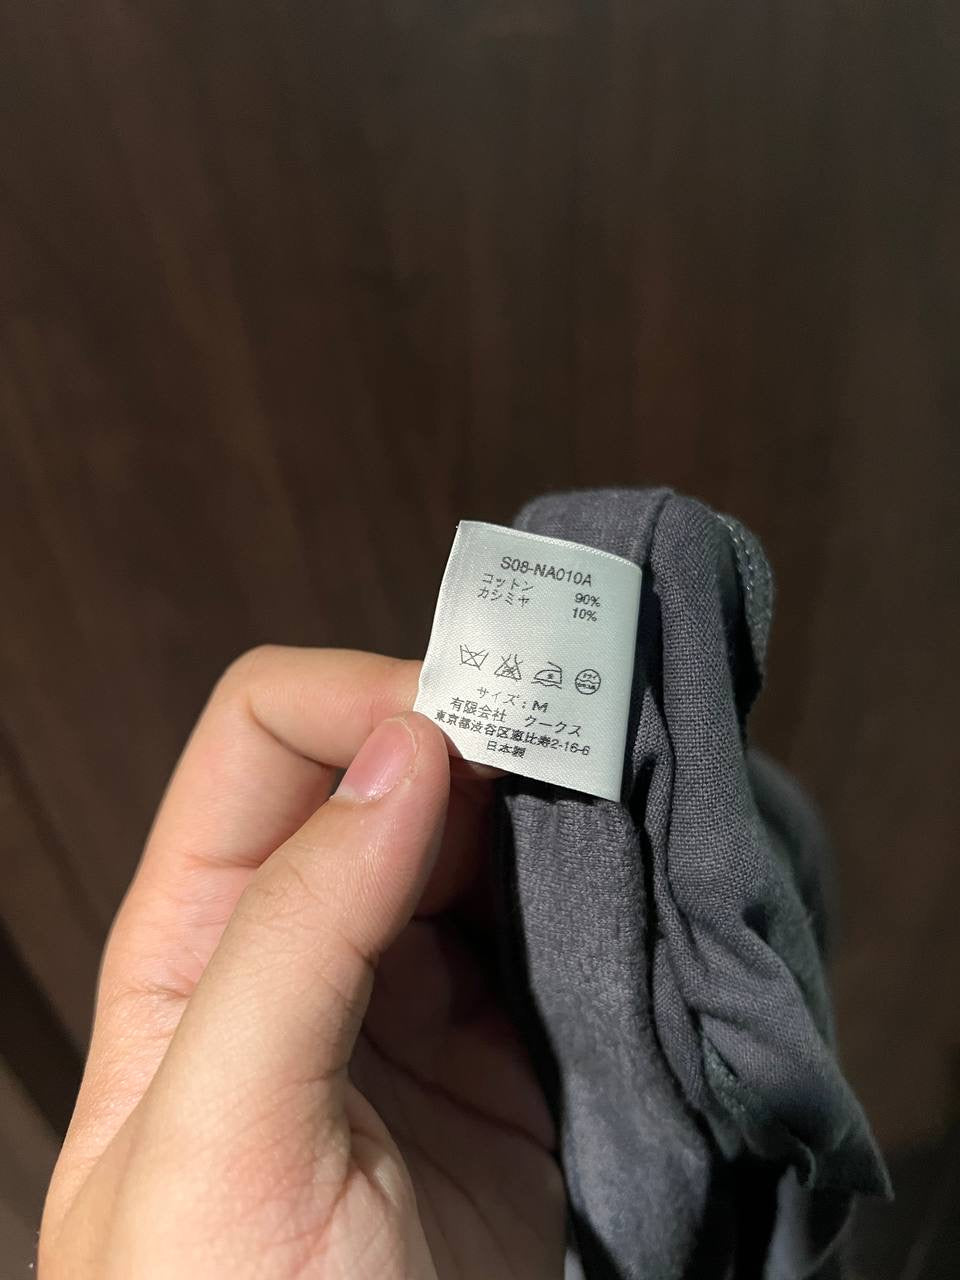 S08-NA010A
コットン 90%
カシミヤ 10%
サイズ：M
有限会社 クークス
東京都渋谷区恵比寿2-16-6
日本製